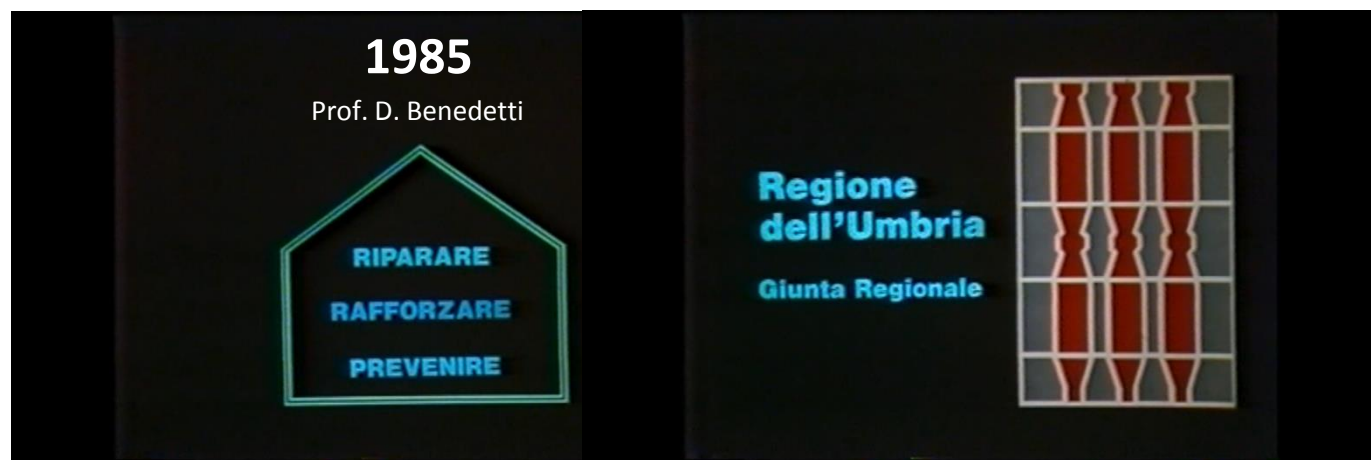 1985
Prof. D. Benedetti
RIPARARE
RAFFORZARE
PREVENIRE
Regione
dell'Umbria
Giunta Regionale